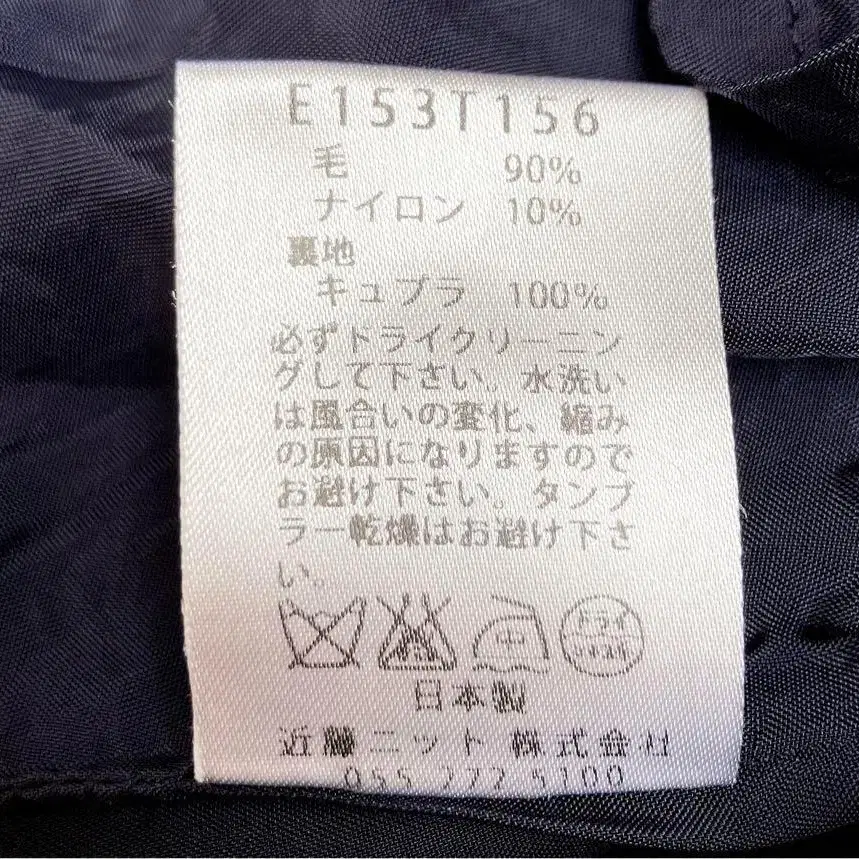 E153T156
毛 90%
ナイロン 10%
裏地
キュプラ 100%
必ずドライクリーニン
グして下さい。水洗い
は風合いの変化、縮み
の原因になりますので
お避け下さい。タンブ
ラー乾燥はお避け下さ
い。
中 ドライ
日本製
近藤ニット 株式会社
055 222 5100